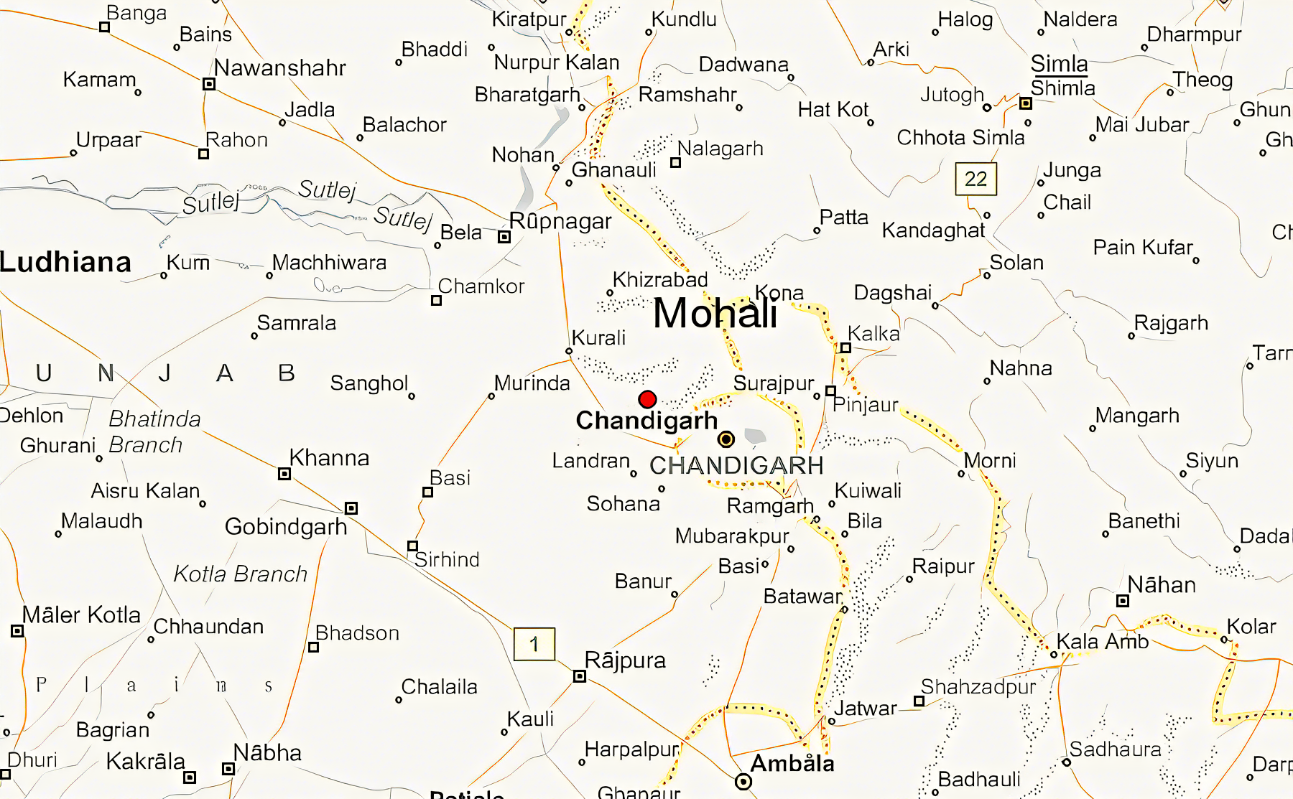 Banga
Kiratpur
Kundlu
Halog
Naldera
Bains
Bhaddi
Arki
Dharmpur
Nawanshahr
Nurpur Kalan
Dadwana
Simla
Kamam
Theog
Bharatgarh
Ramshahr
Jutogh
Shimla
Jadla
Hat Kot
Ghun
Balachor
Chhota Simla
Mai Jubar
Urpaar
Rahon
Nohan
Nalagarh
Gh
Ghanauli
22
Junga
Sutlej
Sutlej
Chail
Sutlej
Rūpnagar
Patta
Kandaghat
Bela
Ch
Pain Kufar
Ludhiana
Kum
Machhiwara
Solan
Khizrabad
Chamkor
Kona
Dagshai
Mohali
Samrala
Rajgarh
Kurali
Kalka
Tarr
U N J A B
Nahna
Sanghol
Murinda
Surajpur
Pinjaur
Dehlon
Bhatinda
Branch
Chandigarh
Mangarh
Ghurani
Khanna
Landran
CHANDIGARH
Morni
Siyun
Basi
Aisru Kalan
Sohana
Ramgarh
Kuiwali
Malaudh
Gobindgarh
Bila
Banethi
Mubarakpur
Dadal
Sirhind
Kotla Branch
Banur
Basi
Raipur
Nāhan
Batawar
Māler Kotla
Chhaundan
Bhadson
1
Kala Amb
Kolar
Rājpura
P l a i n s
Chalaila
Shahzadpur
Bagrian
Kauli
Jatwar
Dhuri
Kakrāla
Nābha
Harpalpur
Ambāla
Sadhaura
Darp
Badhauli
Ghanaur
Patiala